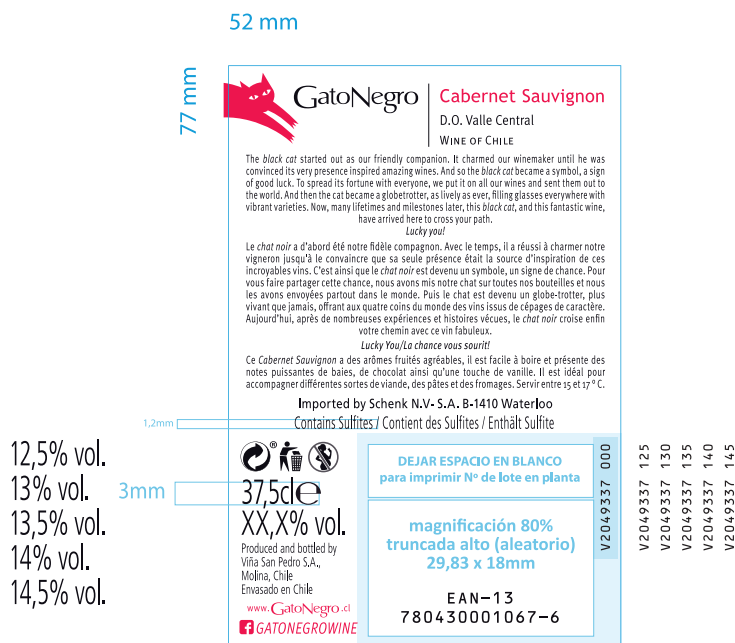 52 mm
77 mm
GatoNegro
Cabernet Sauvignon
D.O. Valle Central
WINE OF CHILE
The black cat started out as our friendly companion. It charmed our winemaker until he was
convinced its very presence inspired amazing wines. And so the black cat became a symbol, a sign
of good luck. To spread its fortune with everyone, we put it on all our wines and sent them out to
the world. And then the cat became a globetrotter, as lively as ever, filling glasses everywhere with
vibrant varieties. Now, many lifetimes and milestones later, this black cat, and this fantastic wine,
have arrived here to cross your path.
Lucky you!
Le chat noir a d'abord été notre fidèle compagnon. Avec le temps, il a réussi à charmer notre
vigneron jusqu'à le convaincre que sa seule présence était la source d'inspiration de ces
incroyables vins. C'est ainsi que le chat noir est devenu un symbole, un signe de chance. Pour
vous faire partager cette chance, nous avons mis notre chat sur toutes nos bouteilles et nous
les avons envoyées partout dans le monde. Puis le chat est devenu un globe-trotter, plus
vivant que jamais, offrant aux quatre coins du monde des vins issus de cépages de caractère.
Aujourd'hui, après de nombreuses expériences et histoires vécues, le chat noir croise enfin
votre chemin avec ce vin fabuleux.
Lucky You/La chance vous sourit!
Ce Cabernet Sauvignon a des arômes fruités agréables, il est facile à boire et présente des
notes puissantes de baies, de chocolat ainsi qu'une touche de vanille. Il est idéal pour
accompagner différentes sortes de viande, des pâtes et des fromages. Servir entre 15 et 17 º C.
Imported by Schenk N.V- S.A. B-1410 Waterloo
1,2mm
Contains Sulfites / Contient des Sulfites / Enthält Sulfite
12,5% vol.
13% vol.
13,5% vol.
14% vol.
14,5% vol.
3mm
®
37,5cl e
XX,X% vol.
Produced and bottled by
Viña San Pedro S.A.,
Molina, Chile
Envasado en Chile
www.GatoNegro.cl
f GATONEGROWINE
DEJAR ESPACIO EN BLANCO
para imprimir Nº de lote en planta
magnificación 80%
truncada alto (aleatorio)
29,83 x 18mm
EAN-13
780430001067-6
V2049337 000
V2049337 125
V2049337 130
V2049337 135
V2049337 140
V2049337 145